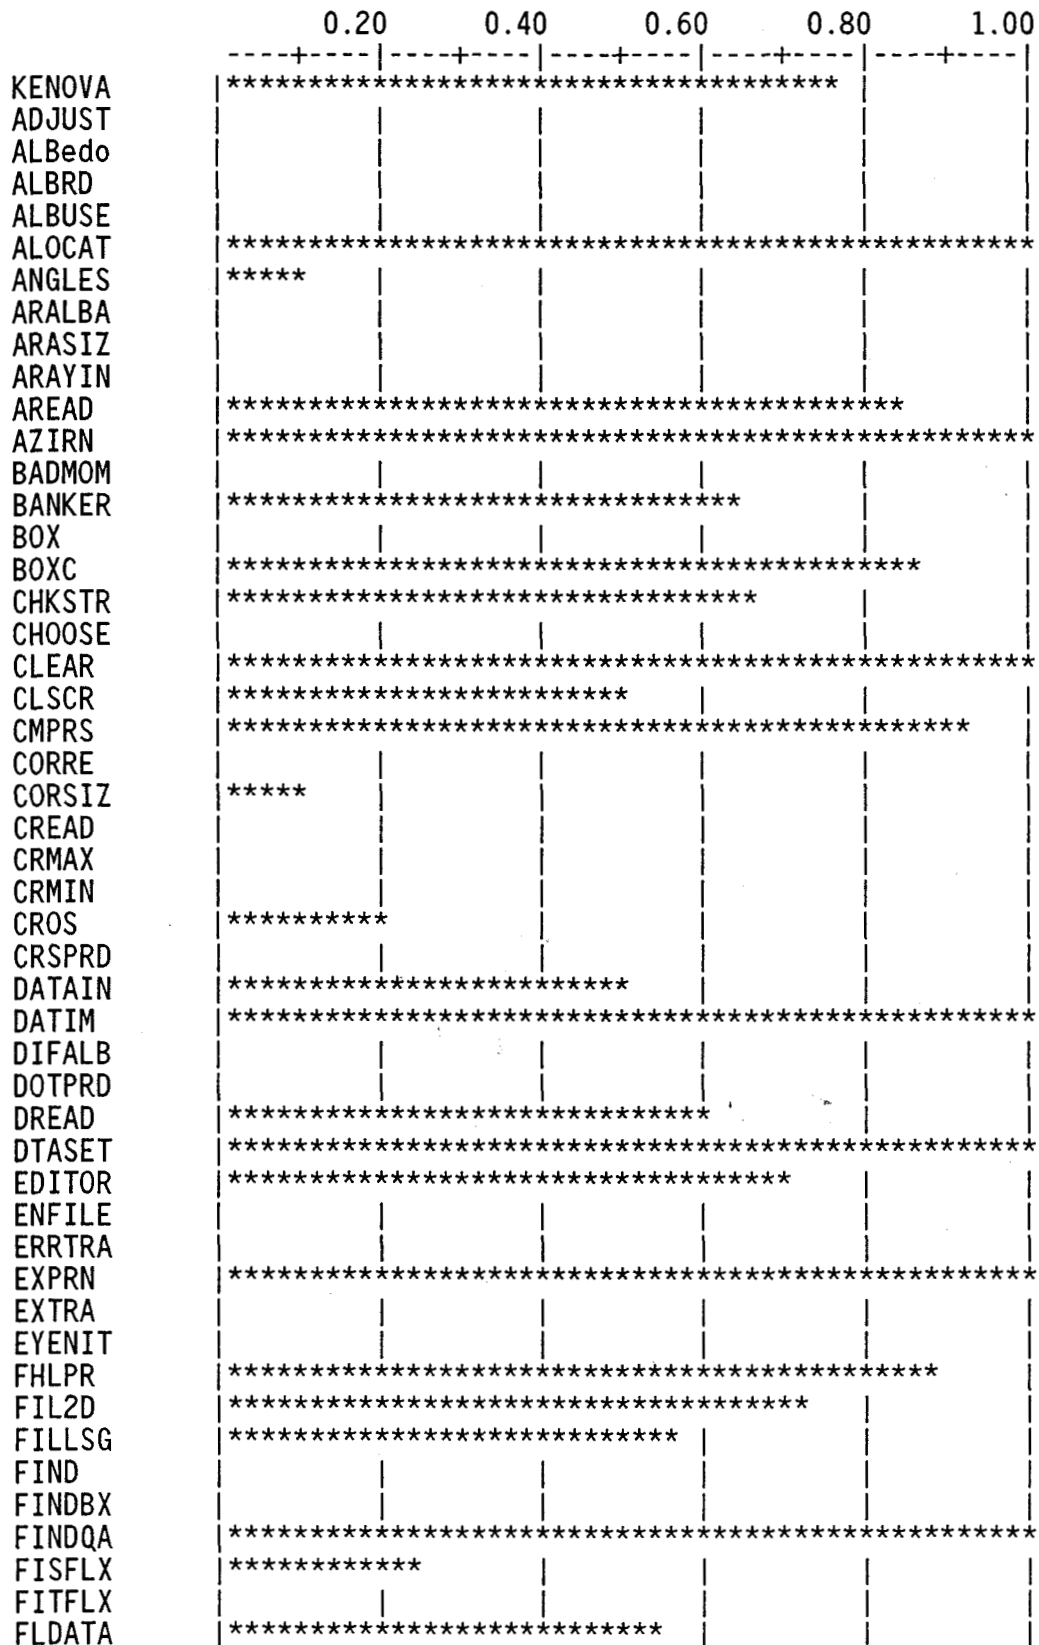 0.20 0.40 0.60 0.80 1.00
----+----|----+----|----+----|----+----|----+----|
KENOVA |************************************** | |
ADJUST | | | | | |
ALBedo | | | | | |
ALBRD | | | | | |
ALBUSE | | | | | |
ALOCAT |**************************************************
ANGLES |***** | | | | |
ARALBA | | | | | |
ARASIZ | | | | | |
ARAYIN | | | | | |
AREAD |****************************************** |
AZIRN |**************************************************
BADMOM | | | | | |
BANKER |******************************** | |
BOX | | | | | |
BOXC |******************************************* |
CHKSTR |********************************* | |
CHOOSE | | | | | |
CLEAR |**************************************************
CLSCR |************************* | | |
CMPRS |********************************************** |
CORRE | | | | | |
CORSIZ |***** | | | | |
CREAD | | | | | |
CRMAX | | | | | |
CRMIN | | | | | |
CROS |********** | | | |
CRSPRD | | | | | |
DATAIN |************************* | | |
DATIM |**************************************************
DIFALB | | | | | |
DOTPRD | | | | | |
DREAD |****************************** | |
DTASET |**************************************************
EDITOR |*********************************** | |
ENFILE | | | | | |
ERRTRA | | | | | |
EXPRN |**************************************************
EXTRA | | | | | |
EYENIT | | | | | |
FHLPR |******************************************** |
FIL2D |************************************ | |
FILLSG |**************************** | | |
FIND | | | | | |
FINDBX | | | | | |
FINDQA |**************************************************
FISFLX |************ | | | |
FITFLX | | | | | |
FLDATA |*************************** | | |